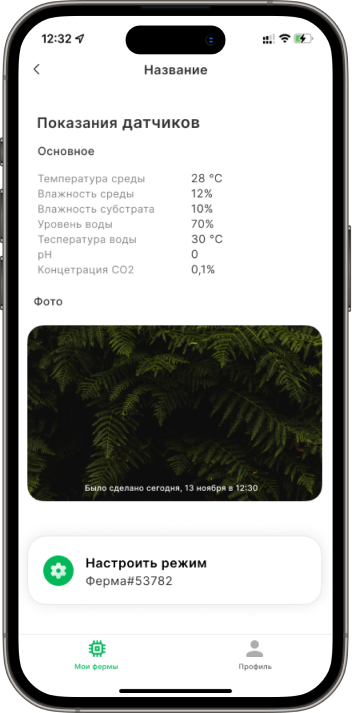 12:32
Название
Показания датчиков
Основное
Температура среды 28 °C
Влажность среды 12%
Влажность субстрата 10%
Уровень воды 70%
Теспература воды 30 °C
pH 0
Концетрация CO2 0,1%
Фото
Было сделано сегодня, 13 ноября в 12:30
Настроить режим
Ферма#53782
Мои фермы Профиль